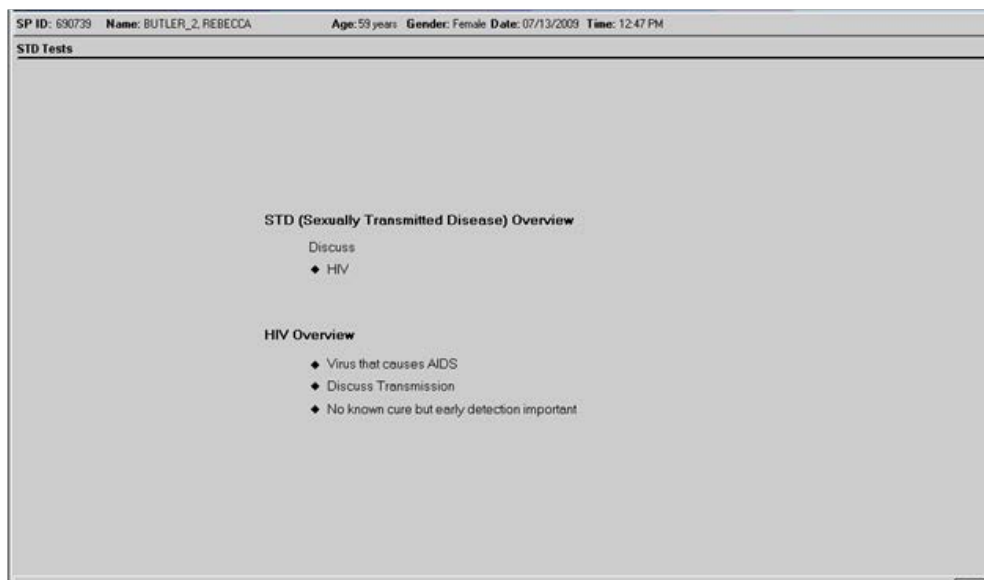 SP ID: 690739 Name: BUTLER_2, REBECCA Age: 59 years Gender: Female Date: 07/13/2009 Time: 12:47 PM
STD Tests
STD (Sexually Transmitted Disease) Overview
Discuss
◆ HIV
HIV Overview
◆ Virus that causes AIDS
◆ Discuss Transmission
◆ No known cure but early detection important